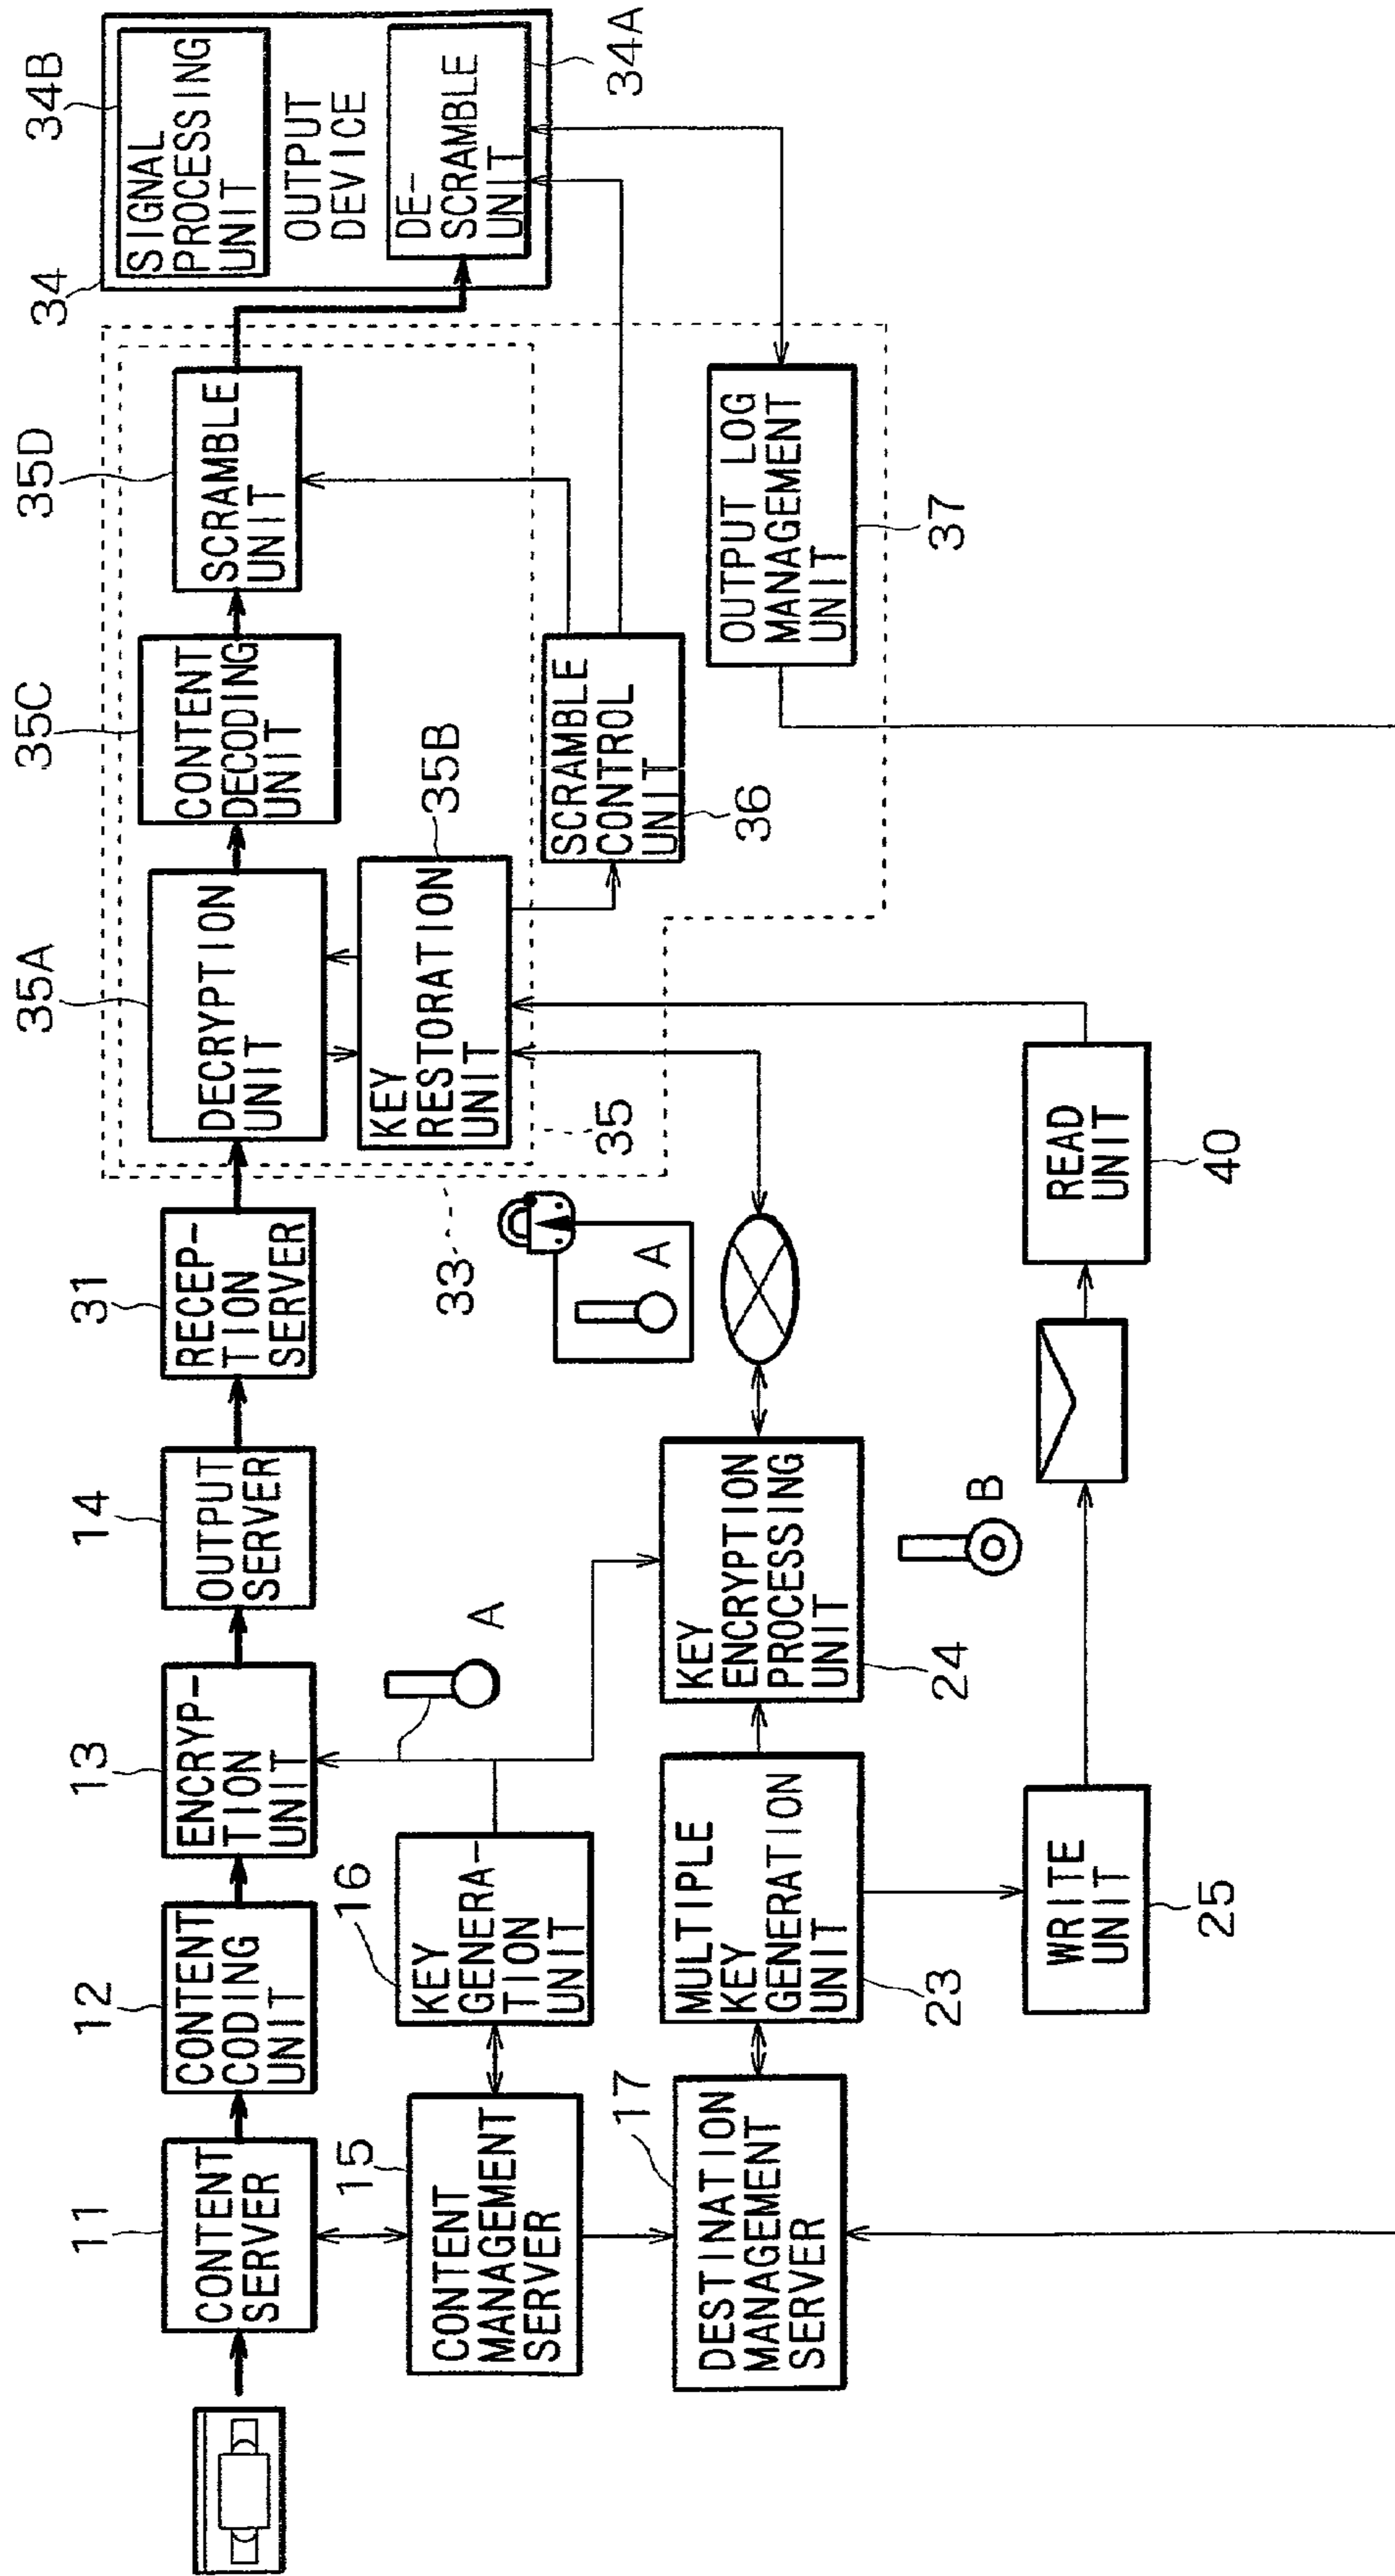 11
CONTENT
SERVER
12
CONTENT
CODING
UNIT
13
ENCRYP-
TION
UNIT
14
OUTPUT
SERVER
31
RECEP-
TION
SERVER
35A
DECRYPTION
UNIT
35C
CONTENT
DECODING
UNIT
35D
SCRAMBLE
UNIT
34
34B
SIGNAL
PROCESSING
UNIT
OUTPUT
DEVICE
DE-
SCRAMBLE
UNIT
34A
15
CONTENT
MANAGEMENT
SERVER
16
KEY
GENERA-
TION
UNIT
A
33
A
KEY
RESTORATION
UNIT
35B
35
SCRAMBLE
CONTROL
UNIT
36
17
DESTINATION
MANAGEMENT
SERVER
MULTIPLE
KEY
GENERATION
UNIT
23
KEY
ENCRYPTION
PROCESSING
UNIT
24
B
OUTPUT LOG
MANAGEMENT
UNIT
37
WRITE
UNIT
25
READ
UNIT
40